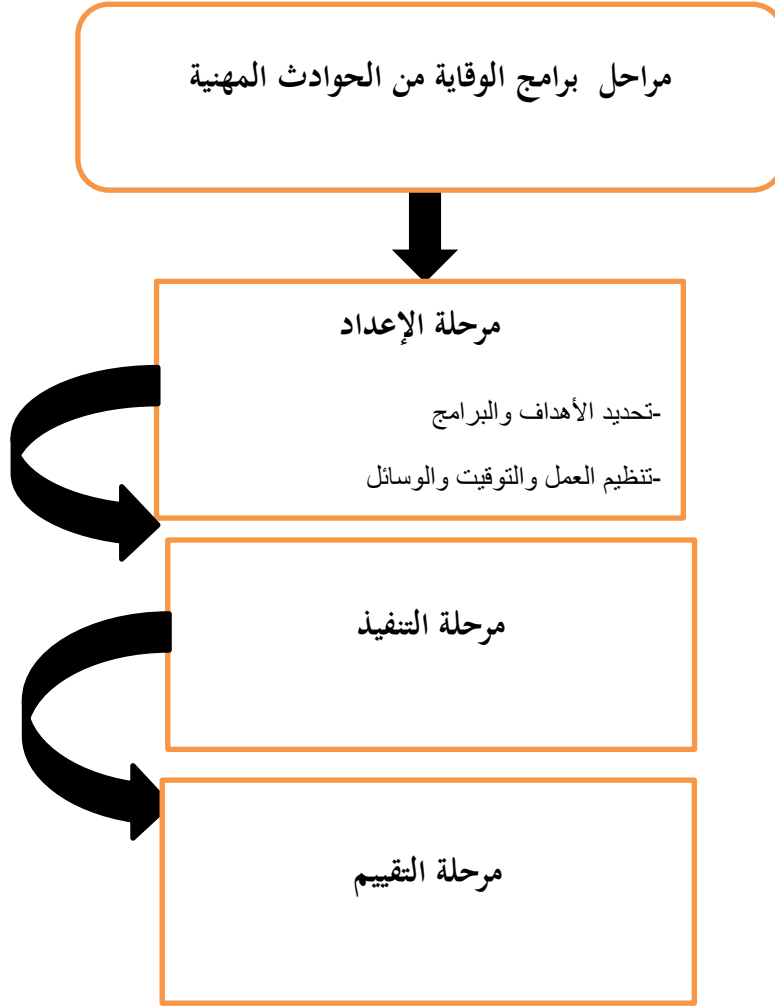 مراحل برامج الوقاية من الحوادث المهنية
مرحلة الإعداد
-تحديد الأهداف والبرامج
-تنظيم العمل والتوقيت والوسائل
مرحلة التنفيذ
مرحلة التقييم